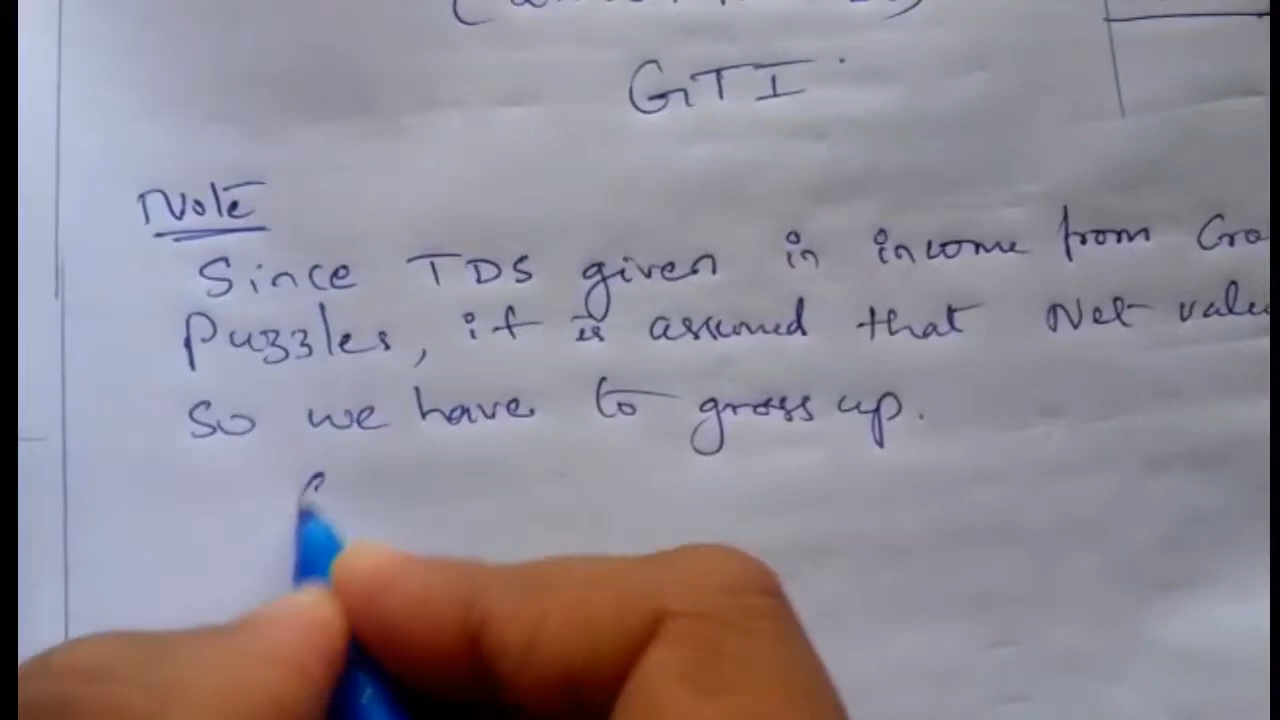 GTI
Note
Since TDS given in income from Cro
Puzzles, it is assumed that Net value
So we have to gross up.